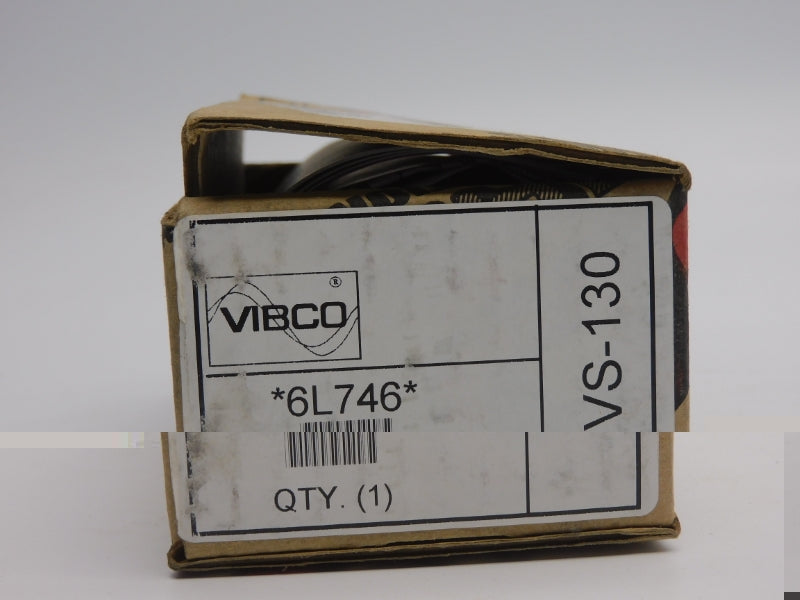 VIBCO®
*6L746*
QTY. (1)
VS-130